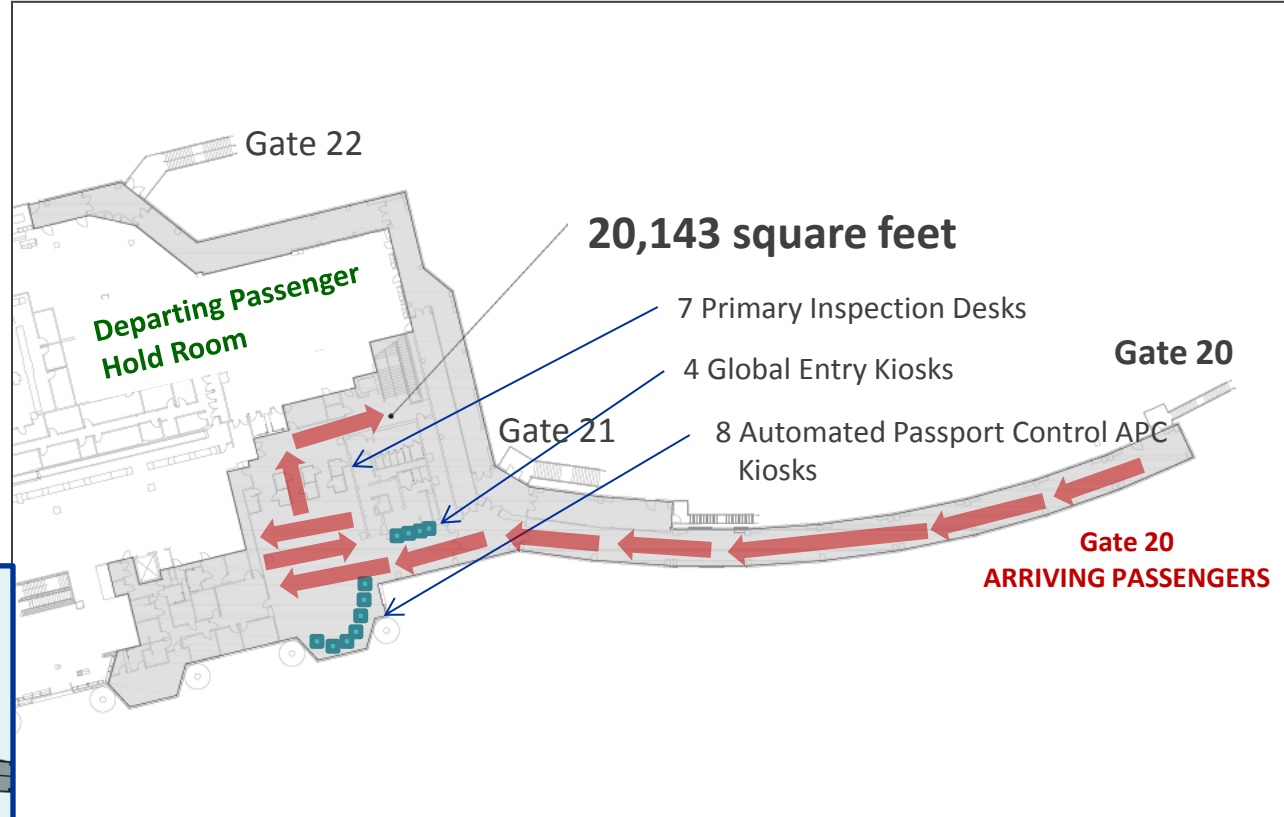 Gate 22
20,143 square feet
Departing Passenger
Hold Room
7 Primary Inspection Desks
4 Global Entry Kiosks
Gate 20
Gate 21
8 Automated Passport Control APC
Kiosks
Gate 20
ARRIVING PASSENGERS